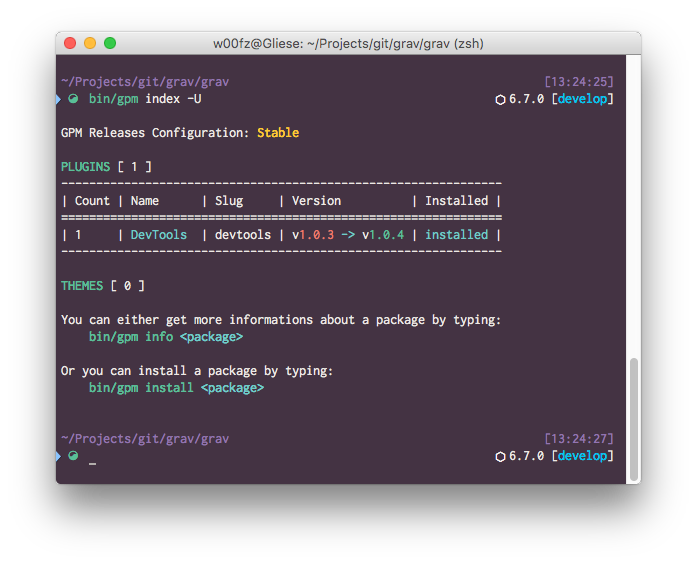 w00fz@Gliese: ~/Projects/git/grav/grav (zsh)
~/Projects/git/grav/grav [13:24:25]
bin/gpm index -U 6.7.0 [develop]
GPM Releases Configuration: Stable
PLUGINS [ 1 ]
---------------------------------------------------------------
| Count | Name | Slug | Version | Installed |
===============================================================
| 1 | DevTools | devtools | v1.0.3 -> v1.0.4 | installed |
---------------------------------------------------------------
THEMES [ 0 ]
You can either get more informations about a package by typing:
bin/gpm info <package>
Or you can install a package by typing:
bin/gpm install <package>
~/Projects/git/grav/grav [13:24:27]
_ 6.7.0 [develop]